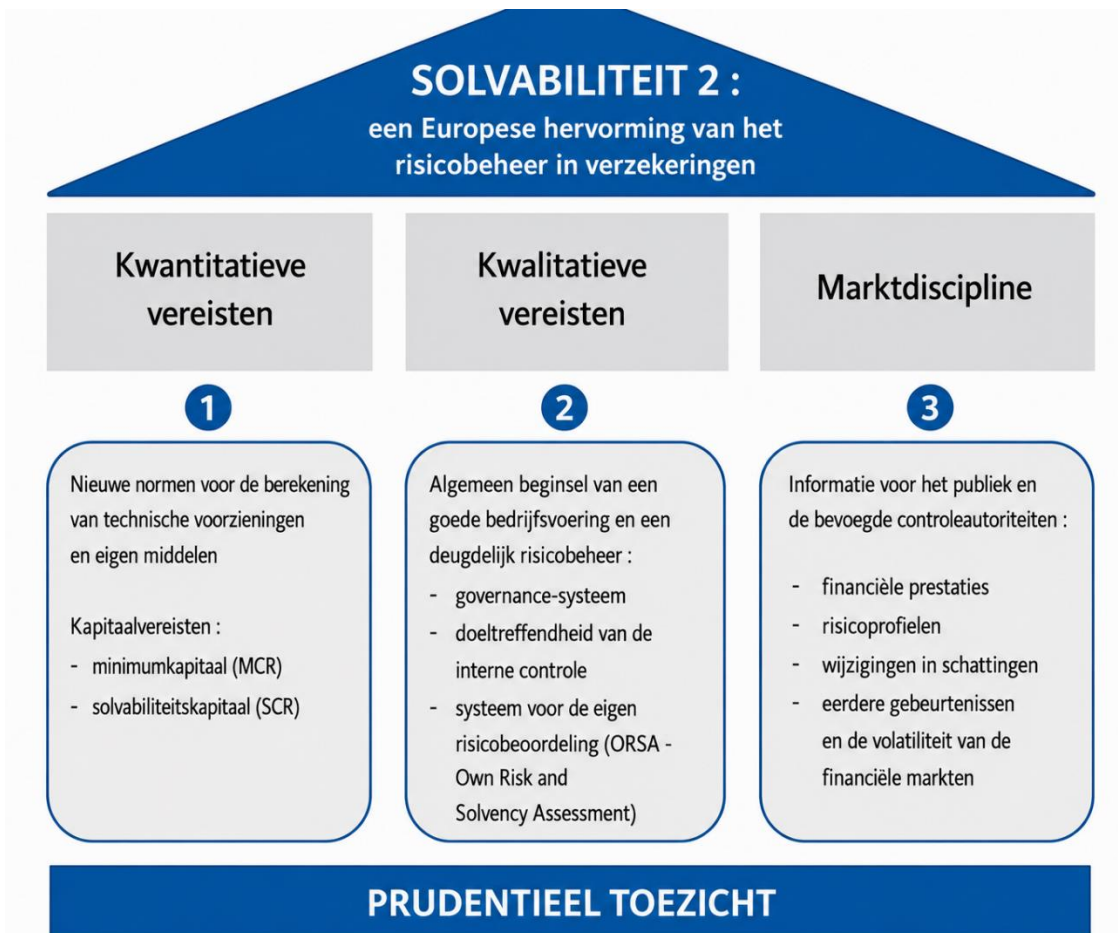 SOLVABILITEIT 2 :
een Europese hervorming van het
risicobeheer in verzekeringen
Kwantitatieve
vereisten
1
Nieuwe normen voor de berekening
van technische voorzieningen
en eigen middelen
Kapitaalvereisten :
- minimumkapitaal (MCR)
- solvabiliteitskapitaal (SCR)
Kwalitatieve
vereisten
2
Algemeen beginsel van een
goede bedrijfsvoering en een
deugdelijk risicobeheer :
- governance-systeem
- doeltreffendheid van de
interne controle
- systeem voor de eigen
risicobeoordeling (ORSA -
Own Risk and
Solvency Assessment)
Marktdiscipline
3
Informatie voor het publiek en
de bevoegde controleautoriteiten :
- financiële prestaties
- risicoprofielen
- wijzigingen in schattingen
- eerdere gebeurtenissen
en de volatiliteit van de
financiële markten
PRUDENTIEEL TOEZICHT